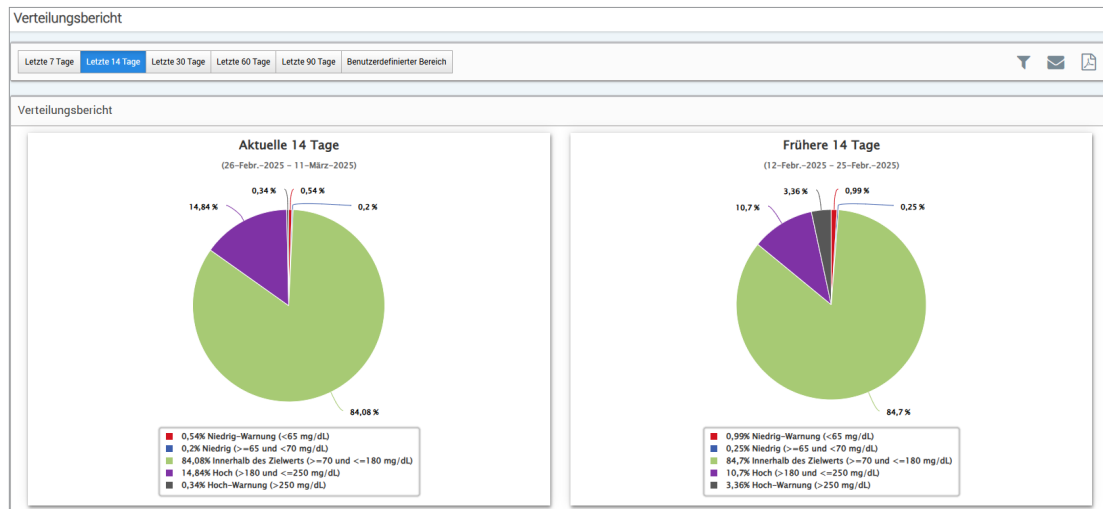 Verteilungsbericht
Letzte 7 Tage Letzte 14 Tage Letzte 30 Tage Letzte 60 Tage Letzte 90 Tage Benutzerdefinierter Bereich
Verteilungsbericht
Aktuelle 14 Tage
(26-Febr.-2025 - 11-März-2025)
0,34 %
0,54 %
14,84 %
0,2 %
84,08 %
0,54% Niedrig-Warnung (<65 mg/dL)
0,2% Niedrig (>=65 und <70 mg/dL)
84,08% Innerhalb des Zielwerts (>=70 und <=180 mg/dL)
14,84% Hoch (>180 und <=250 mg/dL)
0,34% Hoch-Warnung (>250 mg/dL)
Frühere 14 Tage
(12-Febr.-2025 - 25-Febr.-2025)
3,36 %
0,99 %
10,7 %
0,25 %
84,7 %
0,99% Niedrig-Warnung (<65 mg/dL)
0,25% Niedrig (>=65 und <70 mg/dL)
84,7% Innerhalb des Zielwerts (>=70 und <=180 mg/dL)
10,7% Hoch (>180 und <=250 mg/dL)
3,36% Hoch-Warnung (>250 mg/dL)